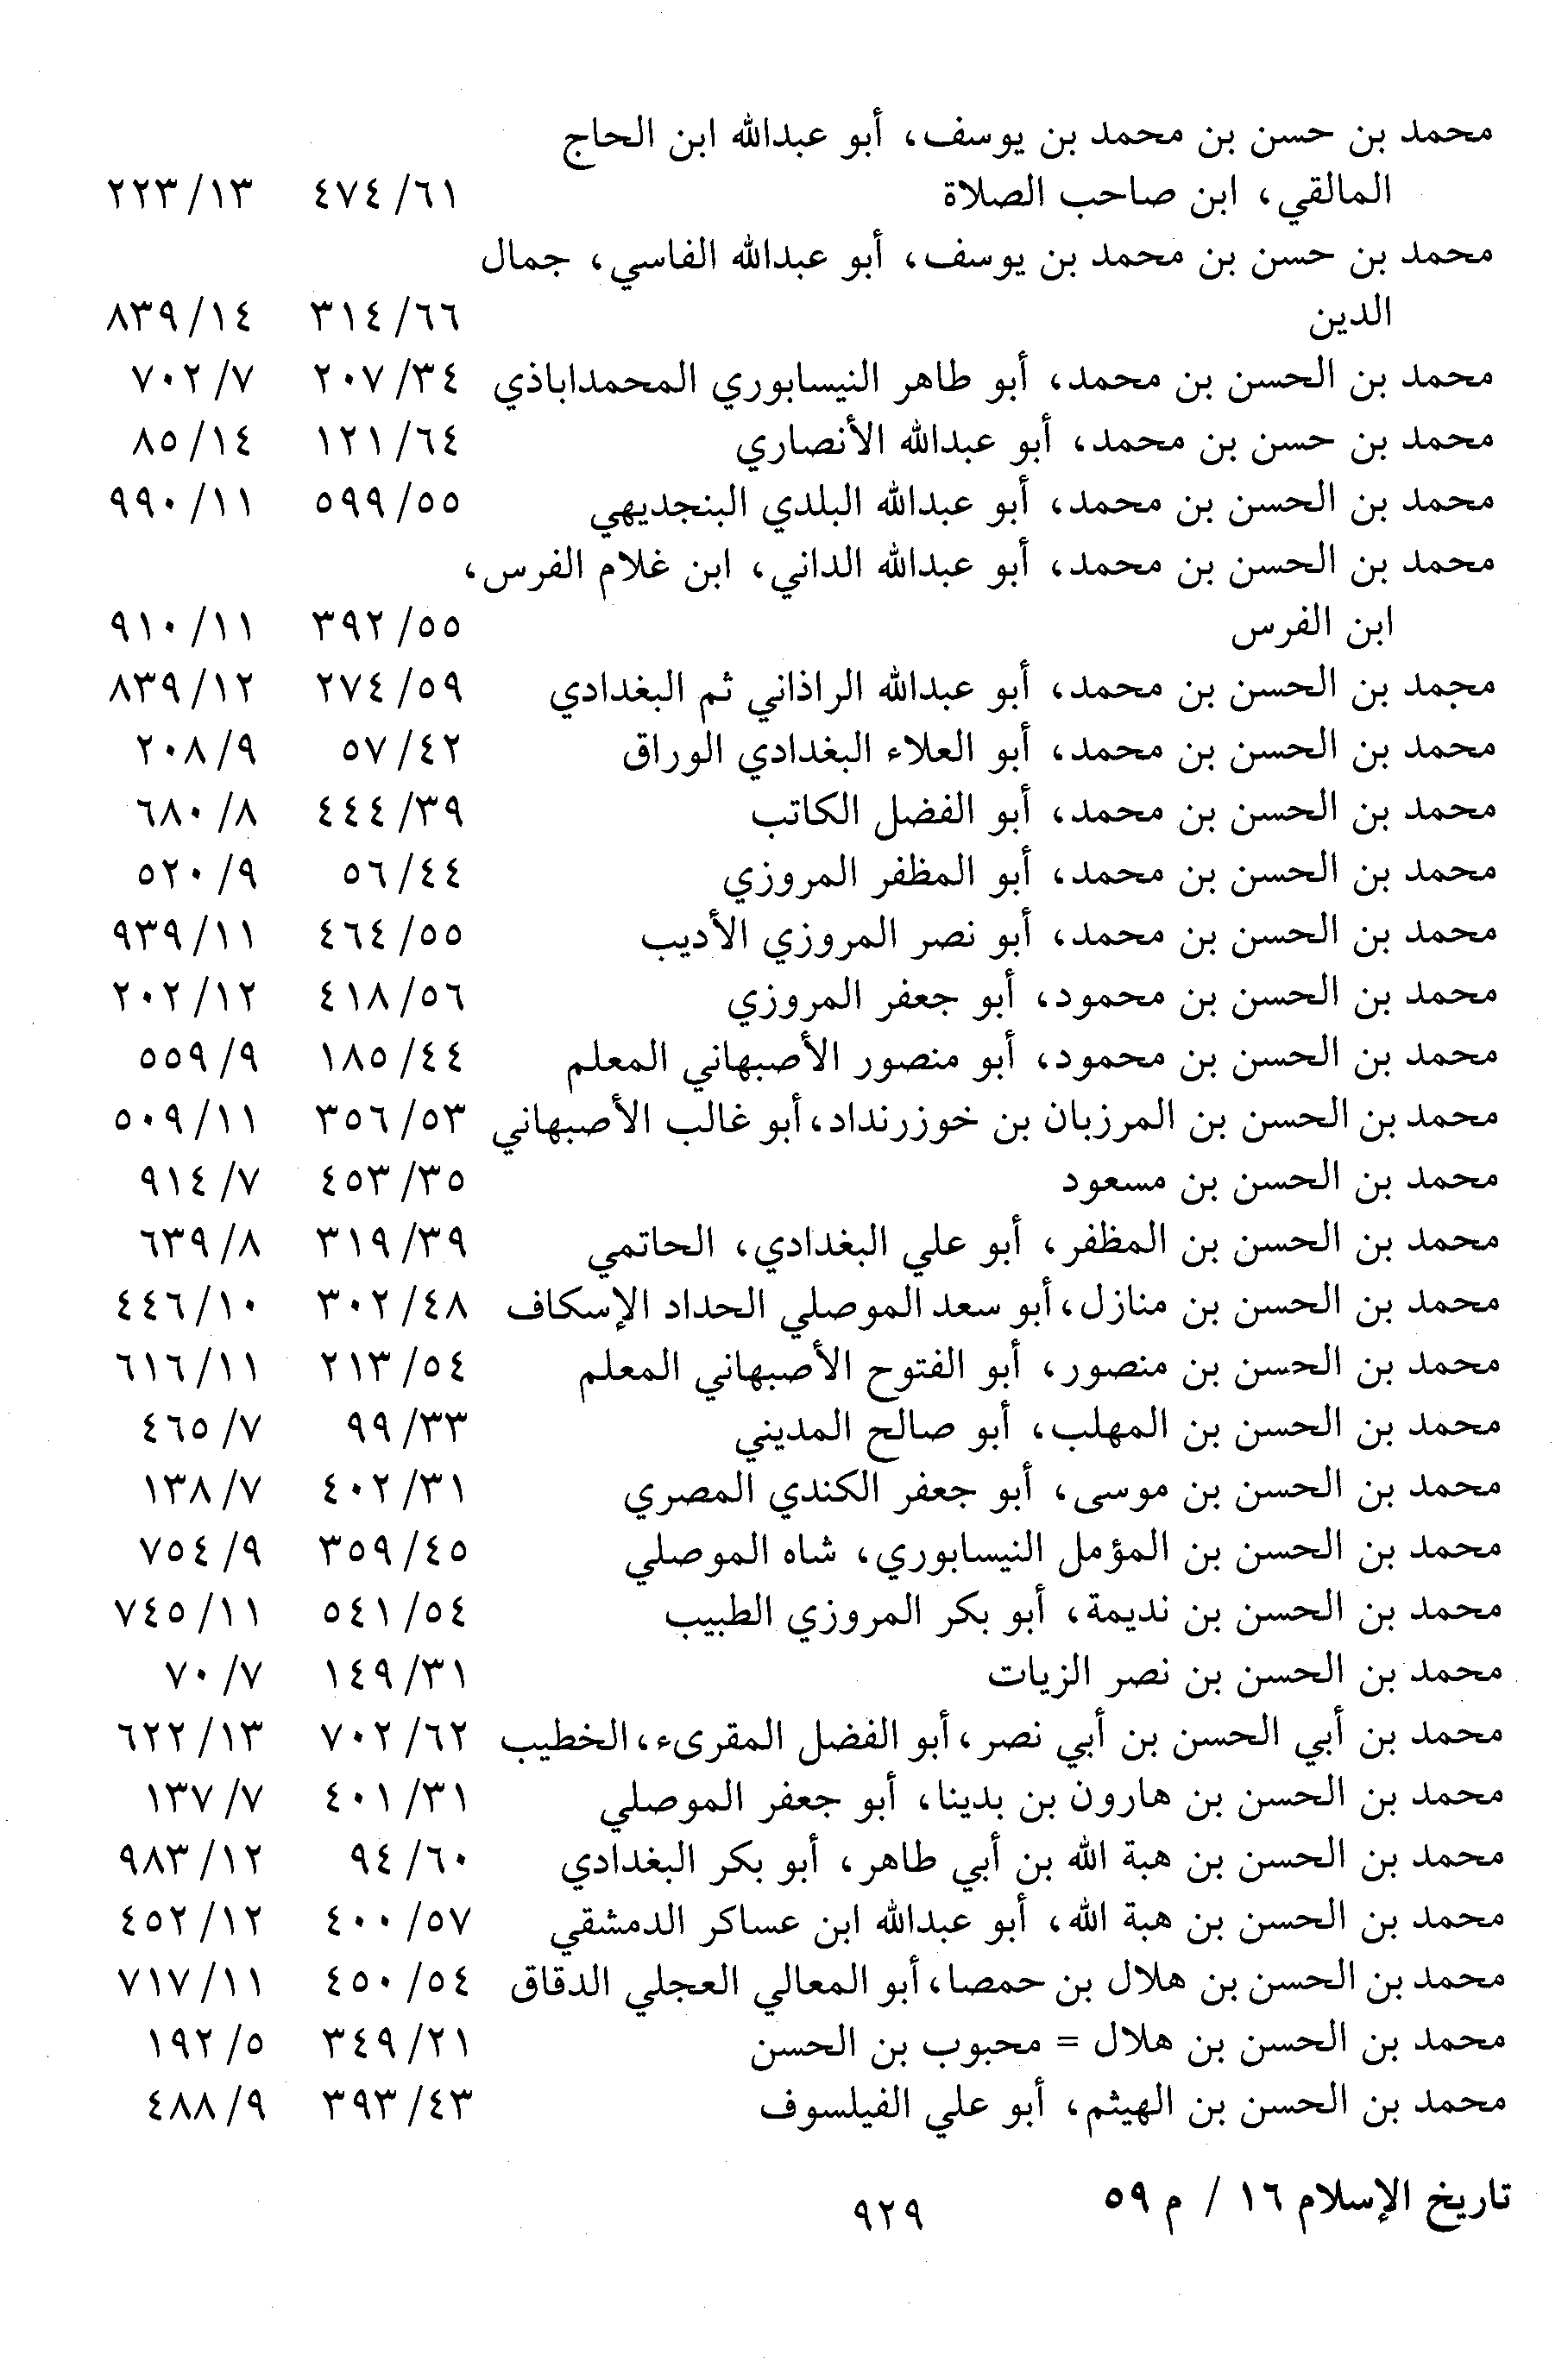 محمد بن حسن بن محمد بن يوسف، أبو عبدالله ابن الحاج
المالقي، ابن صاحب الصلاة ٦١/ ٤٧٤ ١٣/ ٢٢٣
محمد بن حسن بن محمد بن يوسف، أبو عبدالله الفاسي، جمال
الدين ٦٦/ ٣١٤ ١٤/ ٨٣٩
محمد بن الحسن بن محمد، أبو طاهر النيسابوري المحمداباذي ٣٤/ ٢٠٧ ٧/ ٧٠٢
محمد بن حسن بن محمد، أبو عبدالله الأنصاري ٦٤/ ١٢١ ١٤/ ٨٥
محمد بن الحسن بن محمد، أبو عبدالله البلدي البنجديهي ٥٥/ ٥٩٩ ١١/ ٩٩٠
محمد بن الحسن بن محمد، أبو عبدالله الداني، ابن غلام الفرس،
ابن الفرس ٥٥/ ٣٩٢ ١١/ ٩١٠
محمد بن الحسن بن محمد، أبو عبدالله الراذاني ثم البغدادي ٥٩/ ٢٧٤ ١٢/ ٨٣٩
محمد بن الحسن بن محمد، أبو العلاء البغدادي الوراق ٤٢/ ٥٧ ٩/ ٢٠٨
محمد بن الحسن بن محمد، أبو الفضل الكاتب ٣٩/ ٤٤٤ ٨/ ٦٨٠
محمد بن الحسن بن محمد، أبو المظفر المروزي ٤٤/ ٥٦ ٩/ ٥٢٠
محمد بن الحسن بن محمد، أبو نصر المروزي الأديب ٥٥/ ٤٦٤ ١١/ ٩٣٩
محمد بن الحسن بن محمود، أبو جعفر المروزي ٥٦/ ٤١٨ ١٢/ ٢٠٢
محمد بن الحسن بن محمود، أبو منصور الأصبهاني المعلم ٤٤/ ١٨٥ ٩/ ٥٥٩
محمد بن الحسن بن المرزبان بن خوزرنداد، أبو غالب الأصبهاني ٥٣/ ٣٥٦ ١١/ ٥٠٩
محمد بن الحسن بن مسعود ٣٥/ ٤٥٣ ٧/ ٩١٤
محمد بن الحسن بن المظفر، أبو علي البغدادي، الحاتمي ٣٩/ ٣١٩ ٨/ ٦٣٩
محمد بن الحسن بن منازل، أبو سعد الموصلي الحداد الإسكاف ٤٨/ ٣٠٢ ١٠/ ٤٤٦
محمد بن الحسن بن منصور، أبو الفتوح الأصبهاني المعلم ٥٤/ ٢١٣ ١١/ ٦١٦
محمد بن الحسن بن المهلب، أبو صالح المديني ٣٣/ ٩٩ ٧/ ٤٦٥
محمد بن الحسن بن موسى، أبو جعفر الكندي المصري ٣١/ ٤٠٢ ٧/ ١٣٨
محمد بن الحسن بن المؤمل النيسابوري، شاه الموصلي ٤٥/ ٣٥٩ ٩/ ٧٥٤
محمد بن الحسن بن نديمة، أبو بكر المروزي الطبيب ٥٤/ ٥٤١ ١١/ ٧٤٥
محمد بن الحسن بن نصر الزيات ٣١/ ١٤٩ ٧/ ٧٠
محمد بن أبي الحسن بن أبي نصر، أبو الفضل المقرىء، الخطيب ٦٢/ ٧٠٢ ١٣/ ٦٢٢
محمد بن الحسن بن هارون بن بدينا، أبو جعفر الموصلي ٣١/ ٤٠١ ٧/ ١٣٧
محمد بن الحسن بن هبة الله بن أبي طاهر، أبو بكر البغدادي ٦٠/ ٩٤ ١٢/ ٩٨٣
محمد بن الحسن بن هبة الله، أبو عبدالله ابن عساكر الدمشقي ٥٧/ ٤٠٠ ١٢/ ٤٥٢
محمد بن الحسن بن هلال بن حمصا، أبو المعالي العجلي الدقاق ٥٤/ ٤٥٠ ١١/ ٧١٧
محمد بن الحسن بن هلال = محبوب بن الحسن ٢١/ ٣٤٩ ٥/ ١٩٢
محمد بن الحسن بن الهيثم، أبو علي الفيلسوف ٤٣/ ٣٩٣ ٩/ ٤٨٨
تاريخ الإسلام ١٦ / م ٥٩
٩٢٩